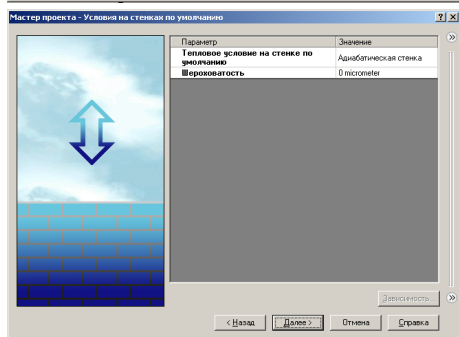 Мастер проекта - Условия на стенках по умолчанию
Параметр Значение
Тепловое условие на стенке по умолчанию Адиабатическая стенка
Шероховатость 0 micrometer
Зависимость...
< Назад Далее > Отмена Справка